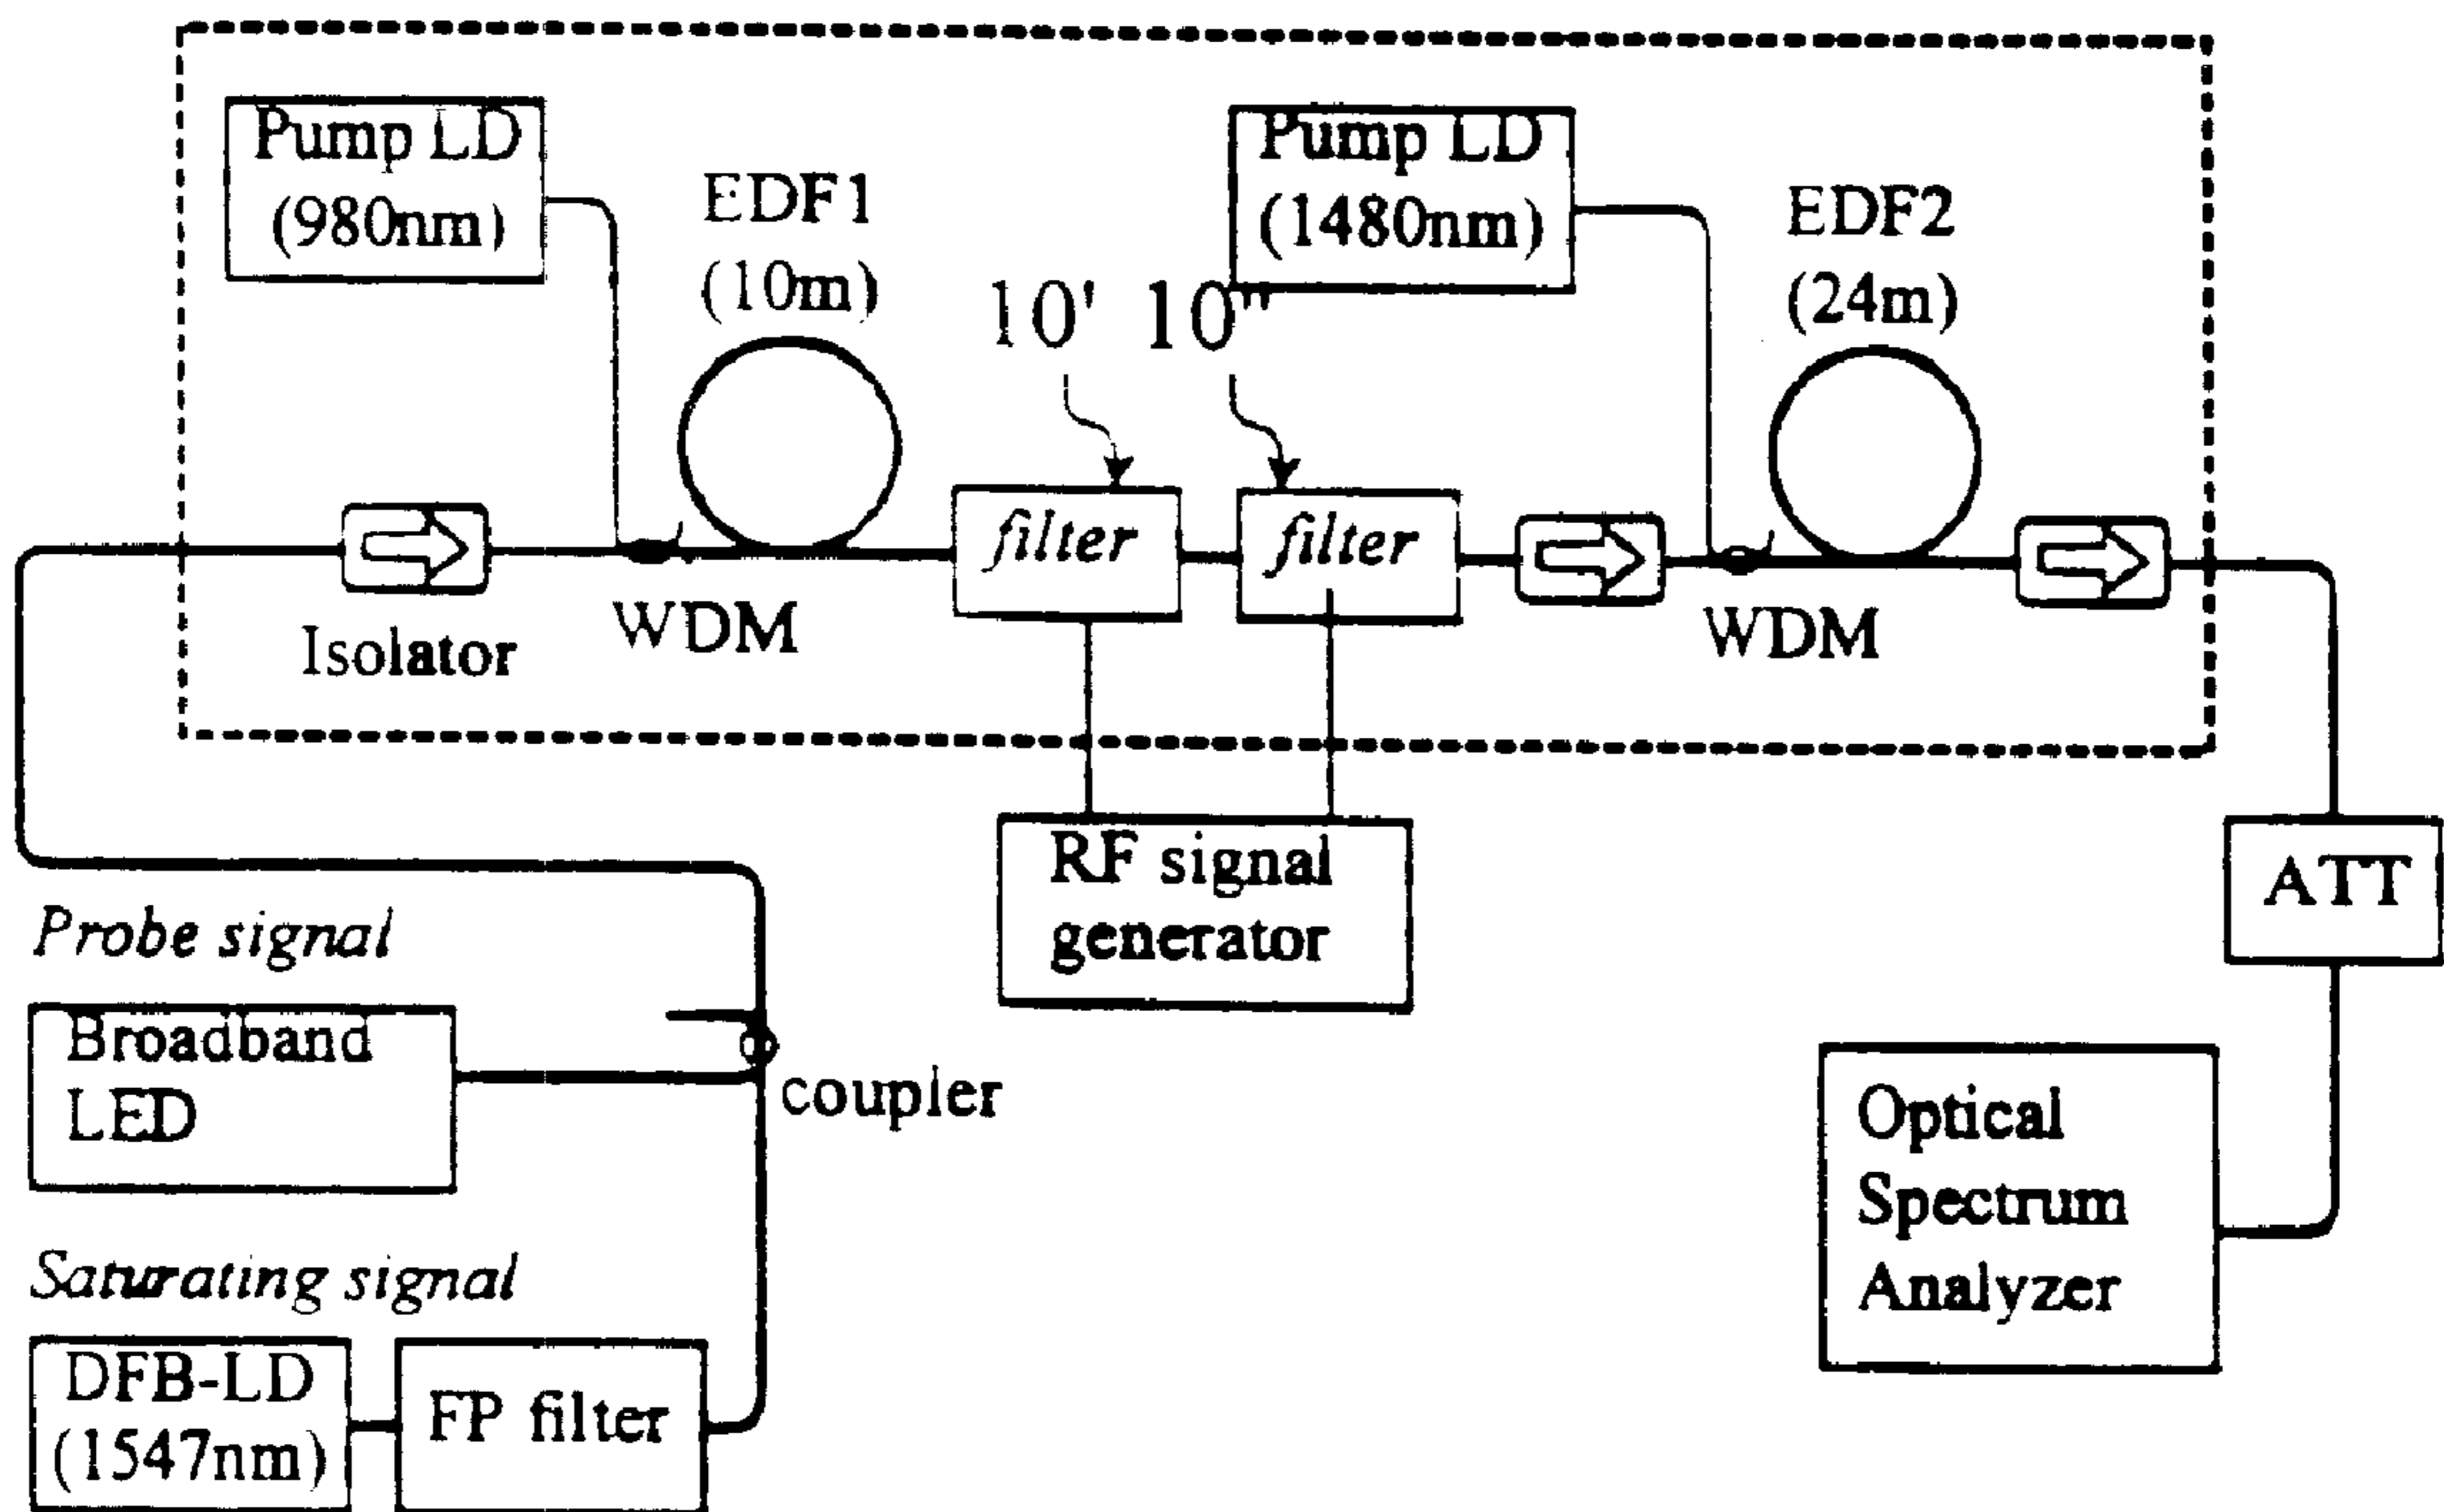 Pump LD
(980nm)
EDF1
(10m)
10' 10"
Pump LD
(1480nm)
EDF2
(24m)
filter
filter
Isolator
WDM
WDM
RF signal
generator
ATT
Probe signal
Broadband
LED
coupler
Optical
Spectrum
Analyzer
Saturating signal
DFB-LD
(1547nm)
FP filter